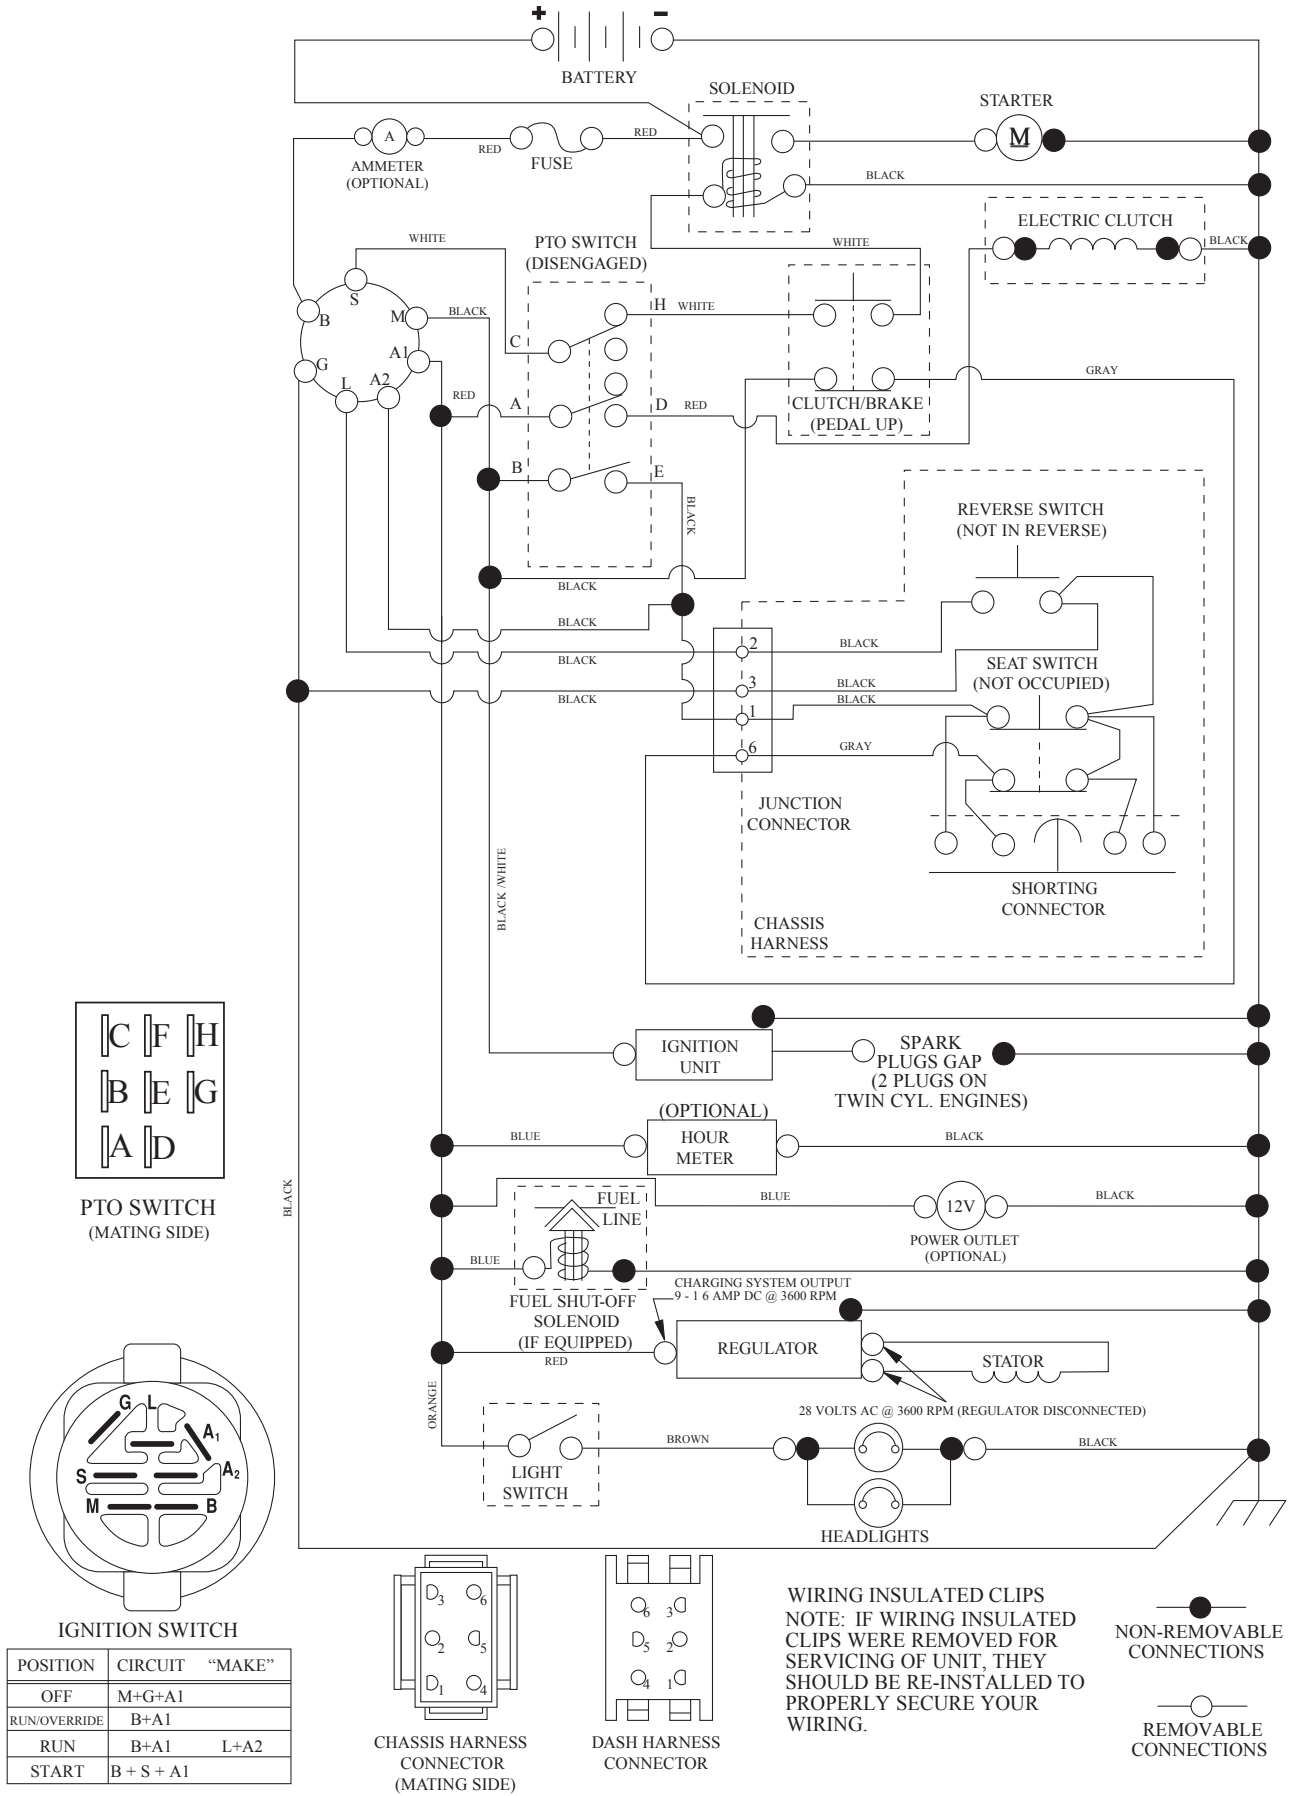 + -
BATTERY
SOLENOID
STARTER
M
A
RED
FUSE
RED
AMMETER
(OPTIONAL)
BLACK
WHITE
PTO SWITCH
(DISENGAGED)
WHITE
ELECTRIC CLUTCH
BLACK
S
B
M
BLACK
H
WHITE
C
A1
G
L
A2
RED
A
D
RED
GRAY
CLUTCH/BRAKE
(PEDAL UP)
B
E
BLACK
REVERSE SWITCH
(NOT IN REVERSE)
BLACK
BLACK
2
BLACK
BLACK
SEAT SWITCH
(NOT OCCUPIED)
3
BLACK
BLACK
BLACK
1
6
GRAY
JUNCTION
CONNECTOR
BLACK /WHITE
SHORTING
CONNECTOR
CHASSIS
HARNESS
C F H
B E G
A D
PTO SWITCH
(MATING SIDE)
BLACK
IGNITION
UNIT
SPARK
PLUGS GAP
(2 PLUGS ON
TWIN CYL. ENGINES)
(OPTIONAL)
HOUR
METER
BLUE
BLACK
FUEL
LINE
BLUE
12V
BLACK
POWER OUTLET
(OPTIONAL)
BLUE
CHARGING SYSTEM OUTPUT
9 - 1 6 AMP DC @ 3600 RPM
FUEL SHUT-OFF
SOLENOID
(IF EQUIPPED)
RED
REGULATOR
STATOR
28 VOLTS AC @ 3600 RPM (REGULATOR DISCONNECTED)
ORANGE
BROWN
BLACK
LIGHT
SWITCH
HEADLIGHTS
G L
A1
S
A2
M
B
IGNITION SWITCH
POSITION CIRCUIT "MAKE"
OFF M+G+A1
RUN/OVERRIDE B+A1
RUN B+A1 L+A2
START B + S + A1
3 6
2 5
1 4
CHASSIS HARNESS
CONNECTOR
(MATING SIDE)
6 3
5 2
4 1
DASH HARNESS
CONNECTOR
WIRING INSULATED CLIPS
NOTE: IF WIRING INSULATED
CLIPS WERE REMOVED FOR
SERVICING OF UNIT, THEY
SHOULD BE RE-INSTALLED TO
PROPERLY SECURE YOUR
WIRING.
NON-REMOVABLE
CONNECTIONS
REMOVABLE
CONNECTIONS